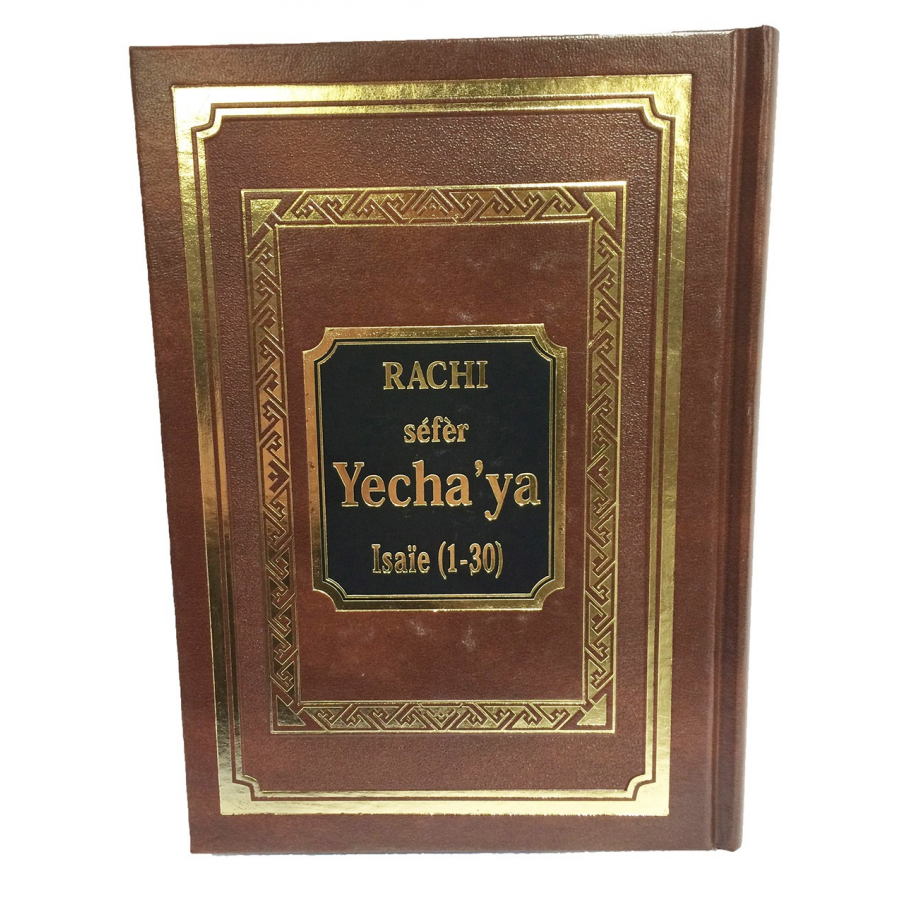 RACHI
séfèr
Yecha'ya
Isaïe (1-30)